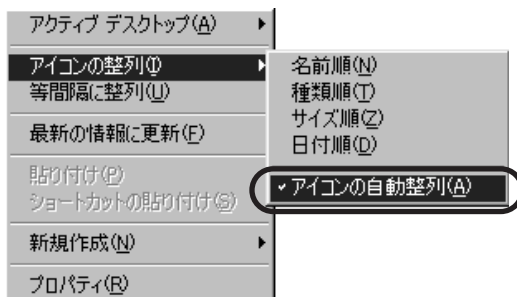 アクティブ デスクトップ(A)
アイコンの整列(I)
等間隔に整列(U)
最新の情報に更新(F)
貼り付け(P)
ショートカットの貼り付け(S)
新規作成(N)
プロパティ(R)
名前順(N)
種類順(T)
サイズ順(Z)
日付順(D)
アイコンの自動整列(A)